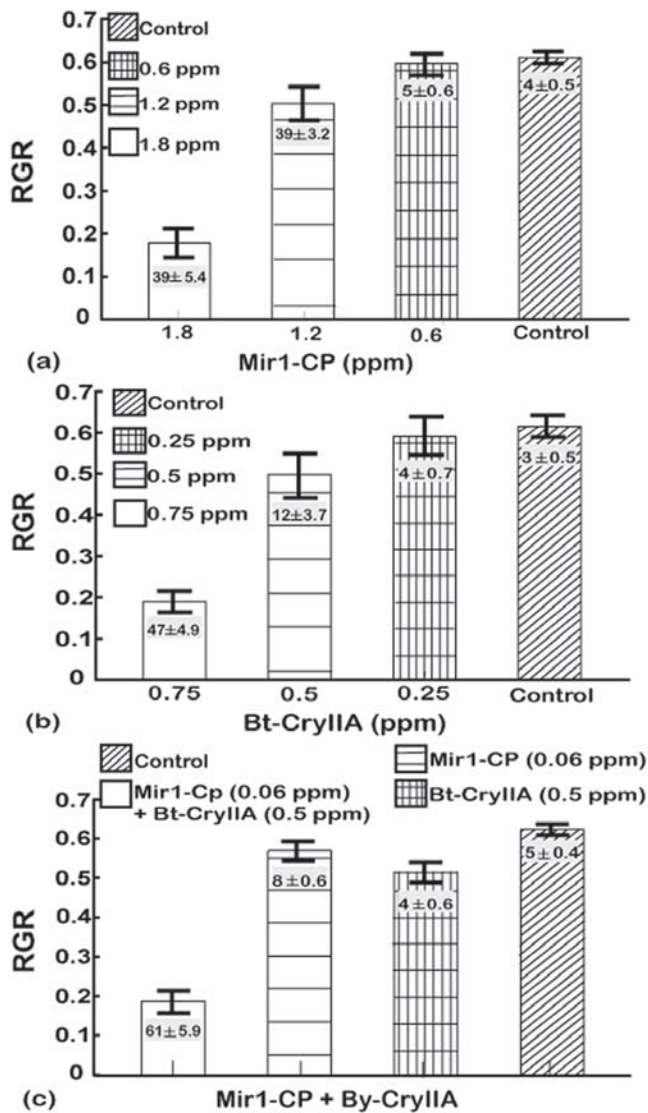 Control
0.6 ppm
1.2 ppm
1.8 ppm
RGR
0.7
0.6
0.5
0.4
0.3
0.2
0.1
0
39±5.4
39±3.2
5±0.6
4±0.5
1.8 1.2 0.6 Control
(a) Mir1-CP (ppm)
Control
0.25 ppm
0.5 ppm
0.75 ppm
RGR
0.7
0.6
0.5
0.4
0.3
0.2
0.1
0
47±4.9
12±3.7
4±0.7
3±0.5
0.75 0.5 0.25 Control
(b) Bt-CryIIA (ppm)
Control
Mir1-Cp (0.06 ppm)
+ Bt-CryIIA (0.5 ppm)
Mir1-CP (0.06 ppm)
Bt-CryIIA (0.5 ppm)
RGR
0.7
0.6
0.5
0.4
0.3
0.2
0.1
0
61±5.9
8±0.6
4±0.6
5±0.4
(c) Mir1-CP + By-CryIIA